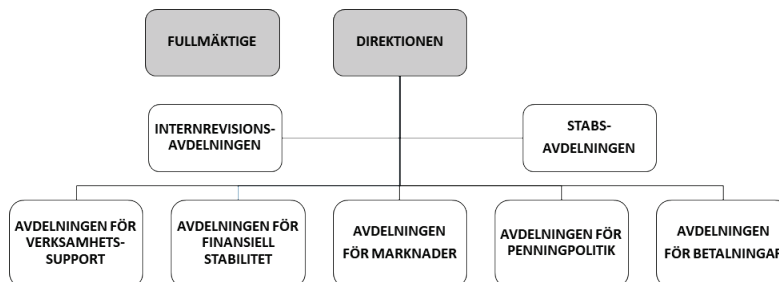 FULLMÄKTIGE
DIREKTIONEN
INTERNREVISIONS-
AVDELNINGEN
STABS-
AVDELNINGEN
AVDELNINGEN FÖR
VERKSAMHETS-
SUPPORT
AVDELNINGEN FÖR
FINANSIELL
STABILITET
AVDELNINGEN
FÖR MARKNADER
AVDELNINGEN FÖR
PENNINGPOLITIK
AVDELNINGEN
FÖR BETALNINGAR